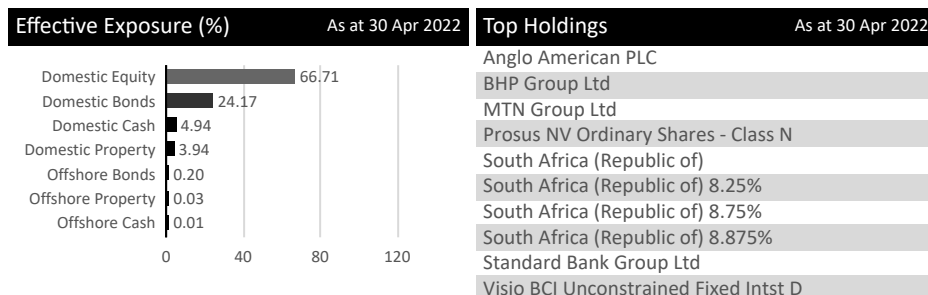 Effective Exposure (%) As at 30 Apr 2022
Domestic Equity 66.71
Domestic Bonds 24.17
Domestic Cash 4.94
Domestic Property 3.94
Offshore Bonds 0.20
Offshore Property 0.03
Offshore Cash 0.01
0 40 80 120
Top Holdings As at 30 Apr 2022
Anglo American PLC
BHP Group Ltd
MTN Group Ltd
Prosus NV Ordinary Shares - Class N
South Africa (Republic of)
South Africa (Republic of) 8.25%
South Africa (Republic of) 8.75%
South Africa (Republic of) 8.875%
Standard Bank Group Ltd
Visio BCI Unconstrained Fixed Intst D